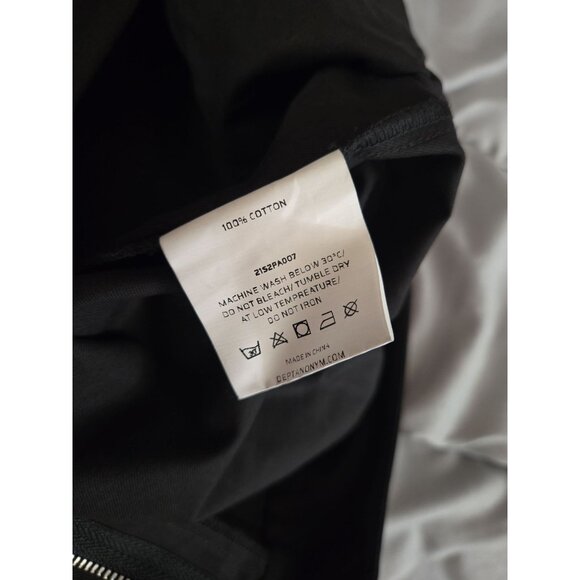 100% COTTON
21S2PA007
MACHINE WASH BELOW 30°C/
DO NOT BLEACH/ TUMBLE DRY
AT LOW TEMPREATURE/
DO NOT IRON
MADE IN CHINA
DEPTANONYM.COM